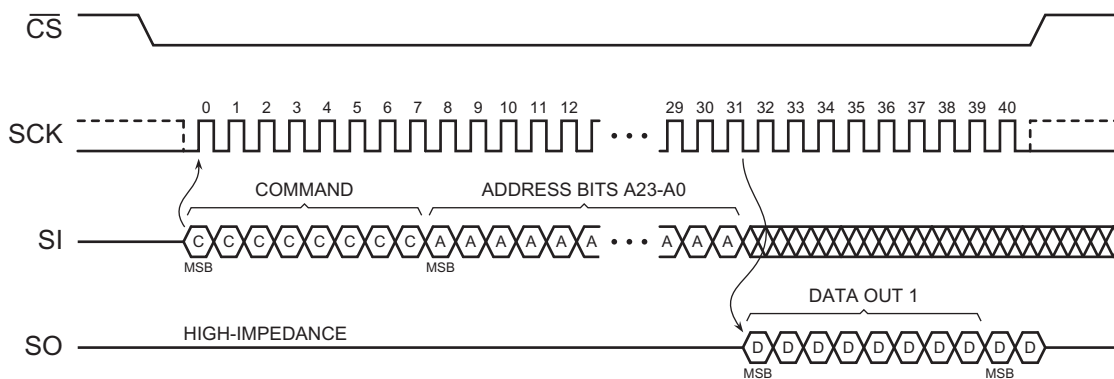 CS
0 1 2 3 4 5 6 7 8 9 10 11 12 29 30 31 32 33 34 35 36 37 38 39 40
SCK
COMMAND ADDRESS BITS A23-A0
SI C C C C C C C C A A A A A A A A A
MSB MSB
DATA OUT 1
HIGH-IMPEDANCE
SO D D D D D D D D D D
MSB MSB